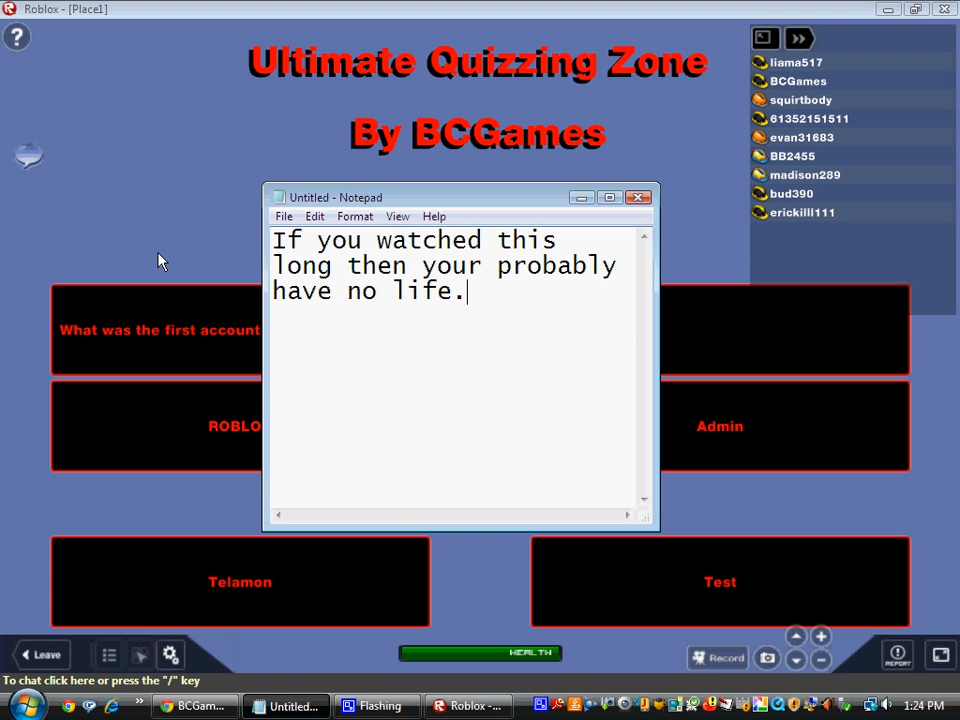 Roblox - [Place1]
Ultimate Quizzing Zone
By BCGames
liama517
BCGames
squirtbody
61352151511
evan31683
BB2455
madison289
bud390
erickilli111
Untitled - Notepad
File Edit Format View Help
If you watched this
long then your probably
have no life.
What was the first account
ROBLO
Admin
Telamon
Test
Leave
HEALTH
Record
REPORT
To chat click here or press the "/" key
BCGam...
Untitled...
Flashing
Roblox -...
1:24 PM